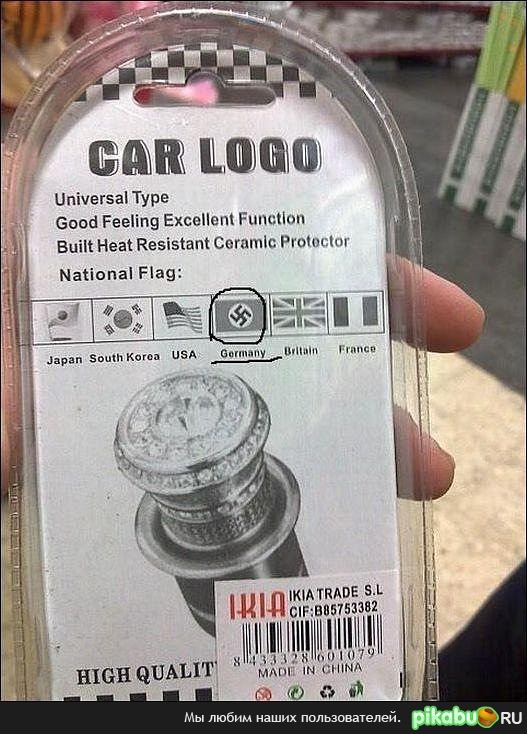 CAR LOGO
Universal Type
Good Feeling Excellent Function
Built Heat Resistant Ceramic Protector
National Flag:
Japan South Korea USA Germany Britain France
IKIA IKIA TRADE S.L
CIF:B85753382
8 433328 601079
MADE IN CHINA
HIGH QUALIT
Мы любим наших пользователей. pikabu.RU